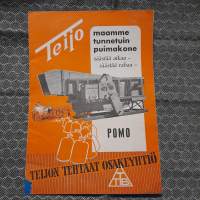 Teijo
maamme
tunnetuin
puimakone
säästää aikaa –
säästää rahaa –
POMO
TEIJON TEHTAAT OSAKEYHTIÖ